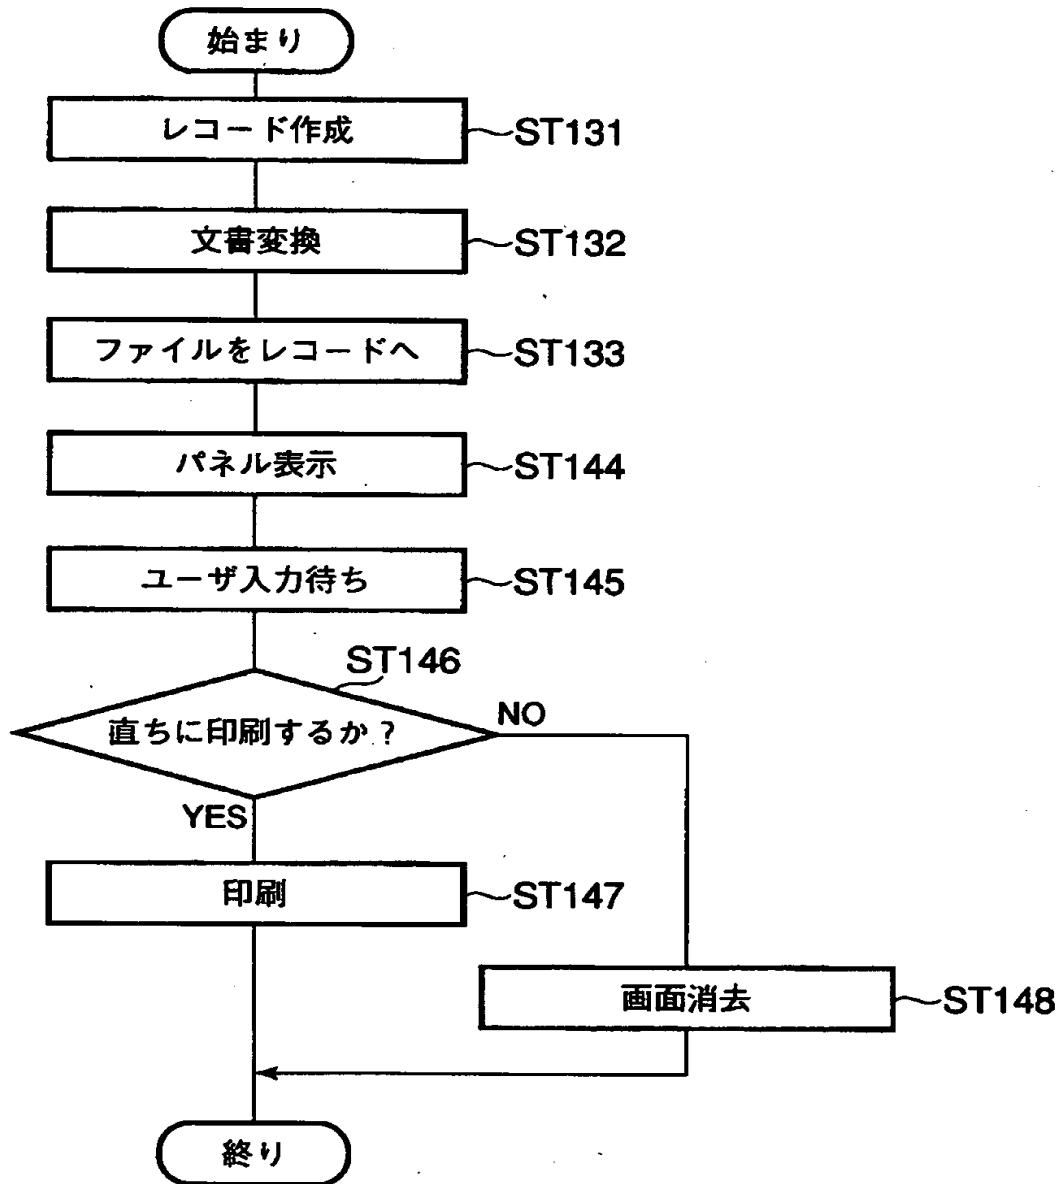 始まり
レコード作成 ST131
文書変換 ST132
ファイルをレコードへ ST133
パネル表示 ST144
ユーザ入力待ち ST145
ST146
直ちに印刷するか？ NO
YES
印刷 ST147
画面消去 ST148
終り